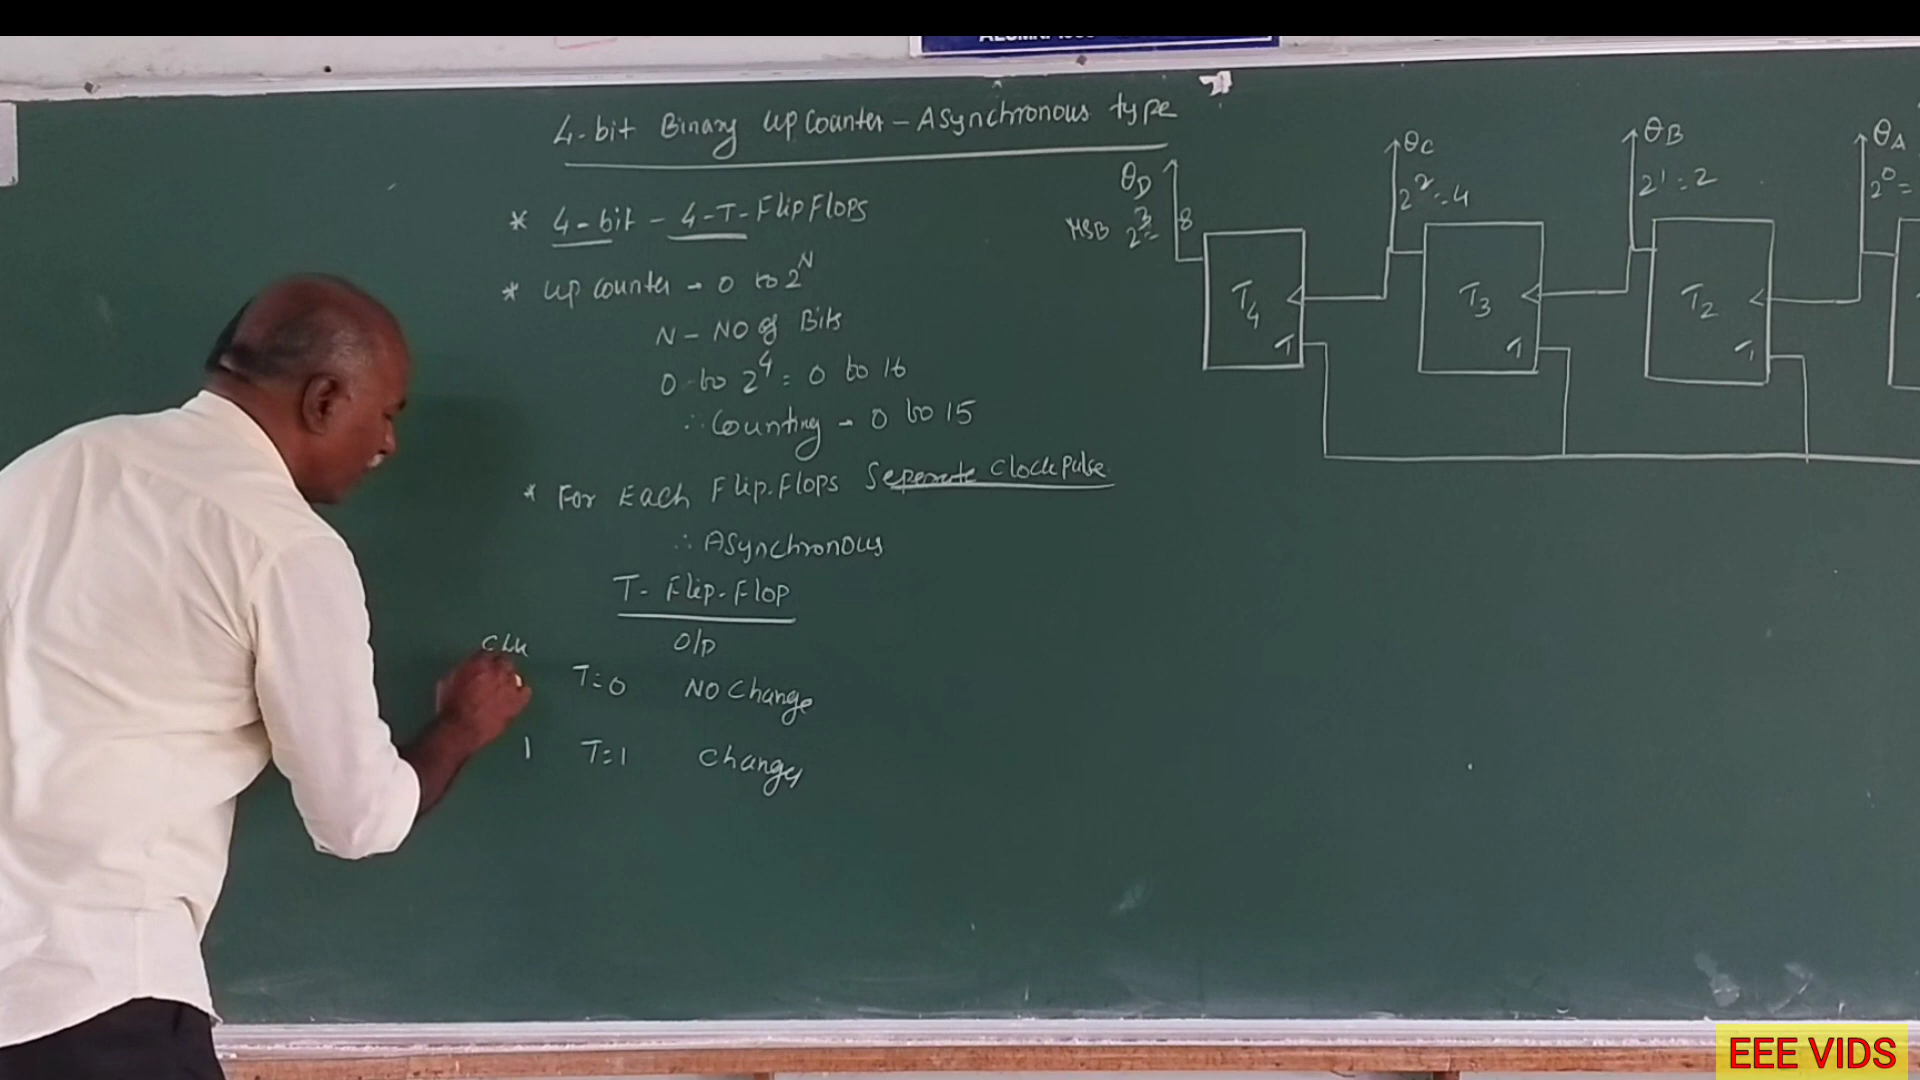 4-bit Binary up counter - Asynchronous type
* 4-bit - 4-T-Flip Flops
* up counter - 0 to 2^N
N - NO of Bits
0 to 2^4 = 0 to 16
∴ Counting - 0 to 15
* For Each Flip-Flops Seperate Clock pulse
∴ Asynchronous
T- Flip-Flop
CLK O/P
T=0 NO Change
1 T=1 Changes
QD
MSB 2^3 = 8
QC
2^2 - 4
QB
2^1 = 2
QA
2^0 =
T4 T3 T2
T T T
EEE VIDS